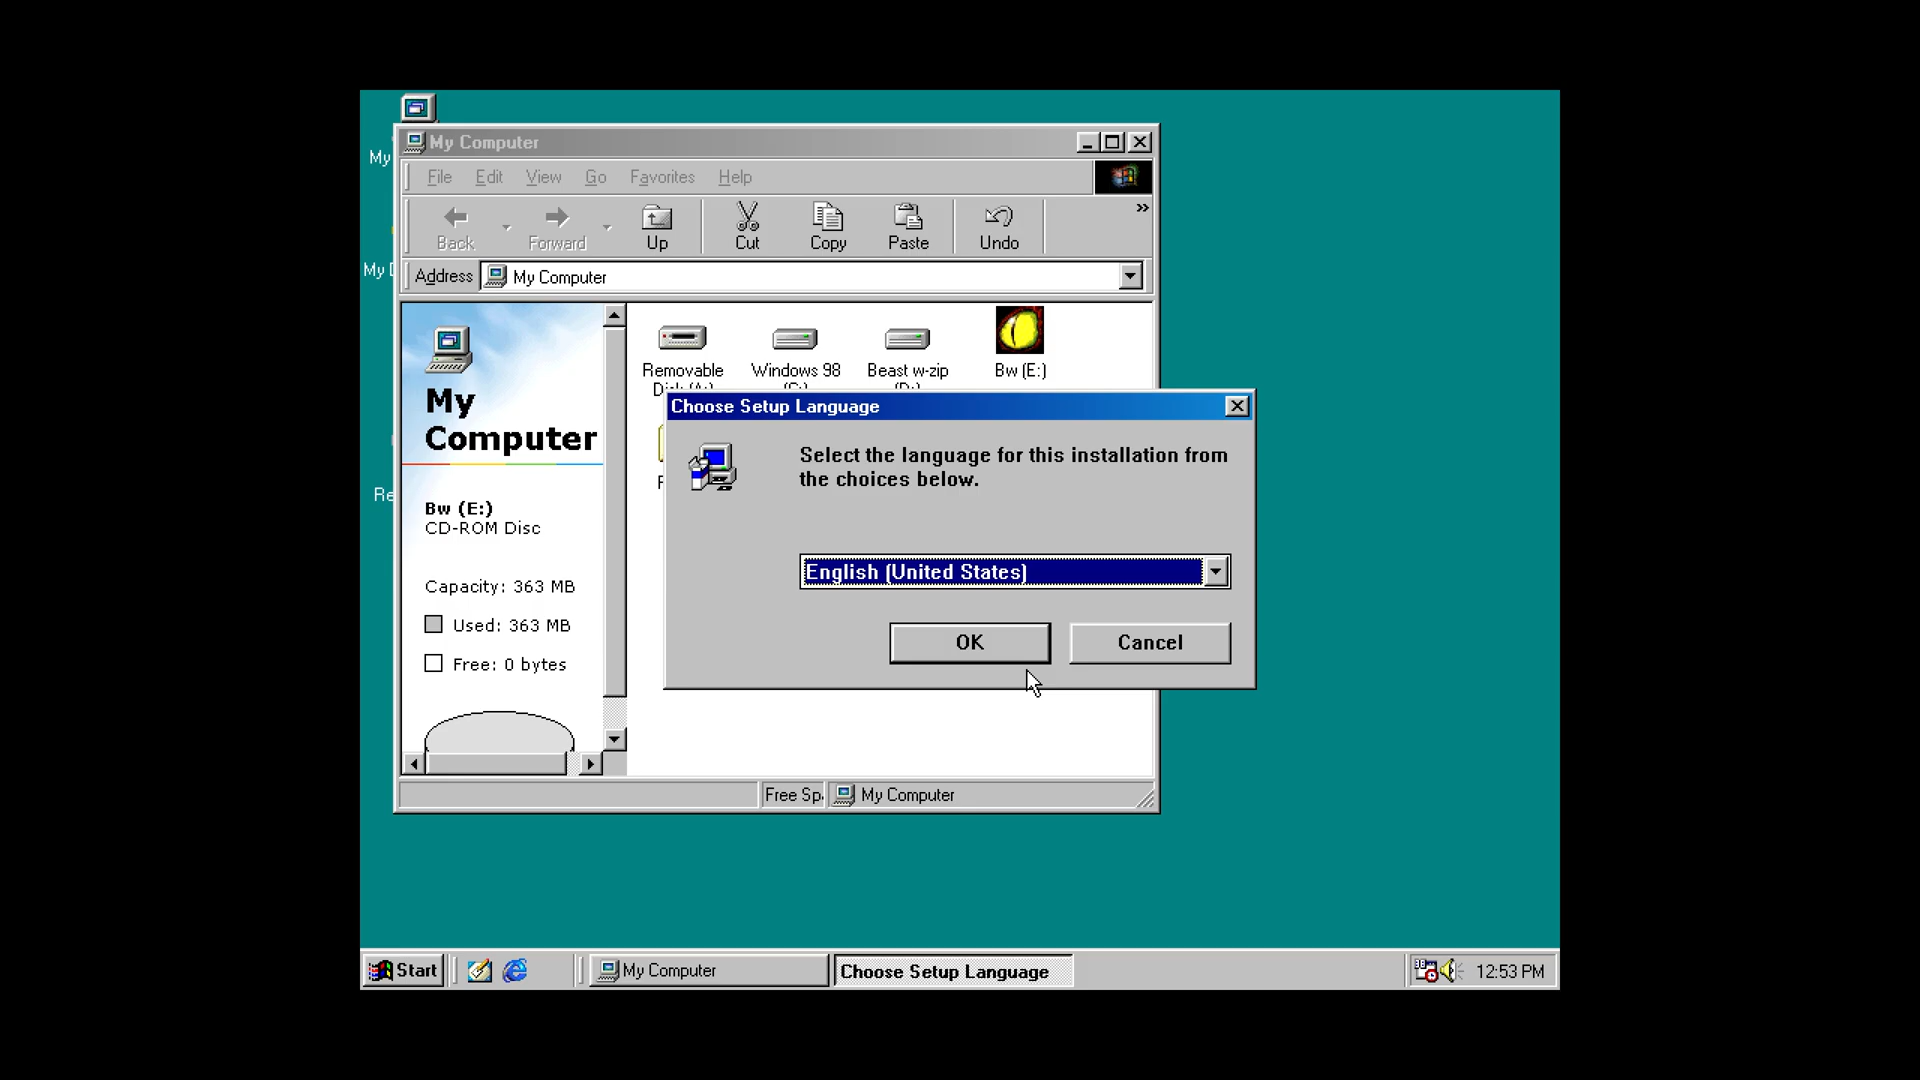 My Computer
File Edit View Go Favorites Help
Back Forward Up Cut Copy Paste Undo »
Address My Computer
My
My
Computer
Bw (E:)
CD-ROM Disc
Capacity: 363 MB
Used: 363 MB
Free: 0 bytes
Removable
Windows 98
Beast w-zip
Bw (E:)
Choose Setup Language
Select the language for this installation from
the choices below.
English (United States)
OK Cancel
Free Sp
My Computer
Start My Computer Choose Setup Language 12:53 PM